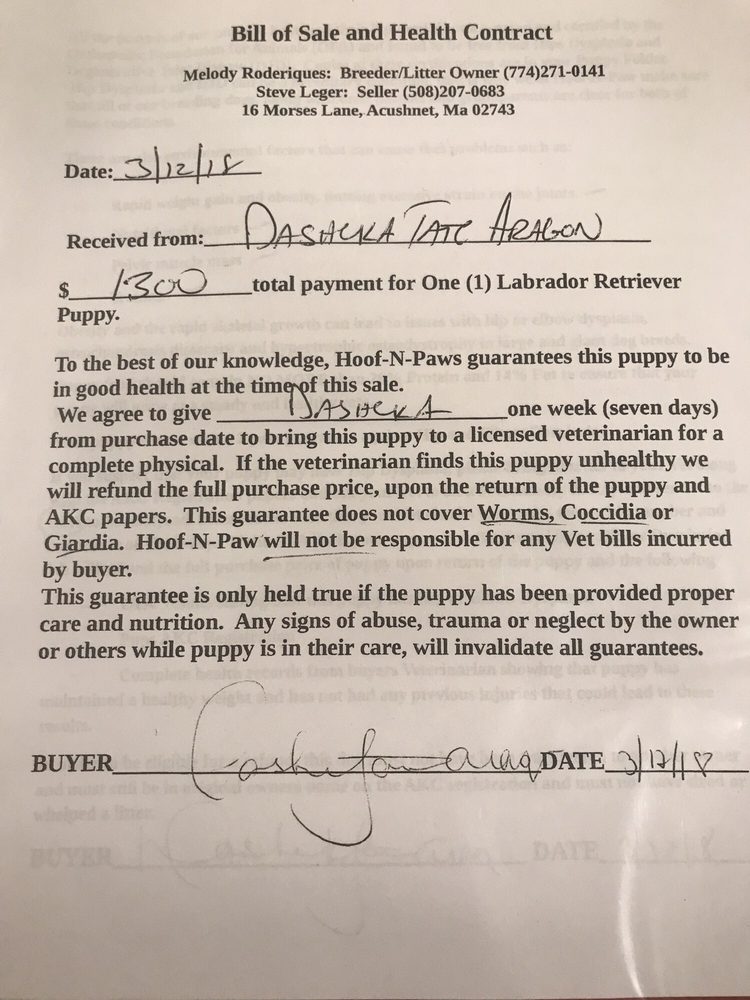 Bill of Sale and Health Contract
Melody Roderiques: Breeder/Litter Owner (774)271-0141
Steve Leger: Seller (508)207-0683
16 Morses Lane, Acushnet, Ma 02743
Date: 3/12/18
Received from: DASHCKA TATE ARAGON
$ 1300 total payment for One (1) Labrador Retriever
Puppy.
To the best of our knowledge, Hoof-N-Paws guarantees this puppy to be
in good health at the time of this sale.
We agree to give DASHCKA one week (seven days)
from purchase date to bring this puppy to a licensed veterinarian for a
complete physical. If the veterinarian finds this puppy unhealthy we
will refund the full purchase price, upon the return of the puppy and
AKC papers. This guarantee does not cover Worms, Coccidia or
Giardia. Hoof-N-Paw will not be responsible for any Vet bills incurred
by buyer.
This guarantee is only held true if the puppy has been provided proper
care and nutrition. Any signs of abuse, trauma or neglect by the owner
or others while puppy is in their care, will invalidate all guarantees.
BUYER DATE 3/12/18